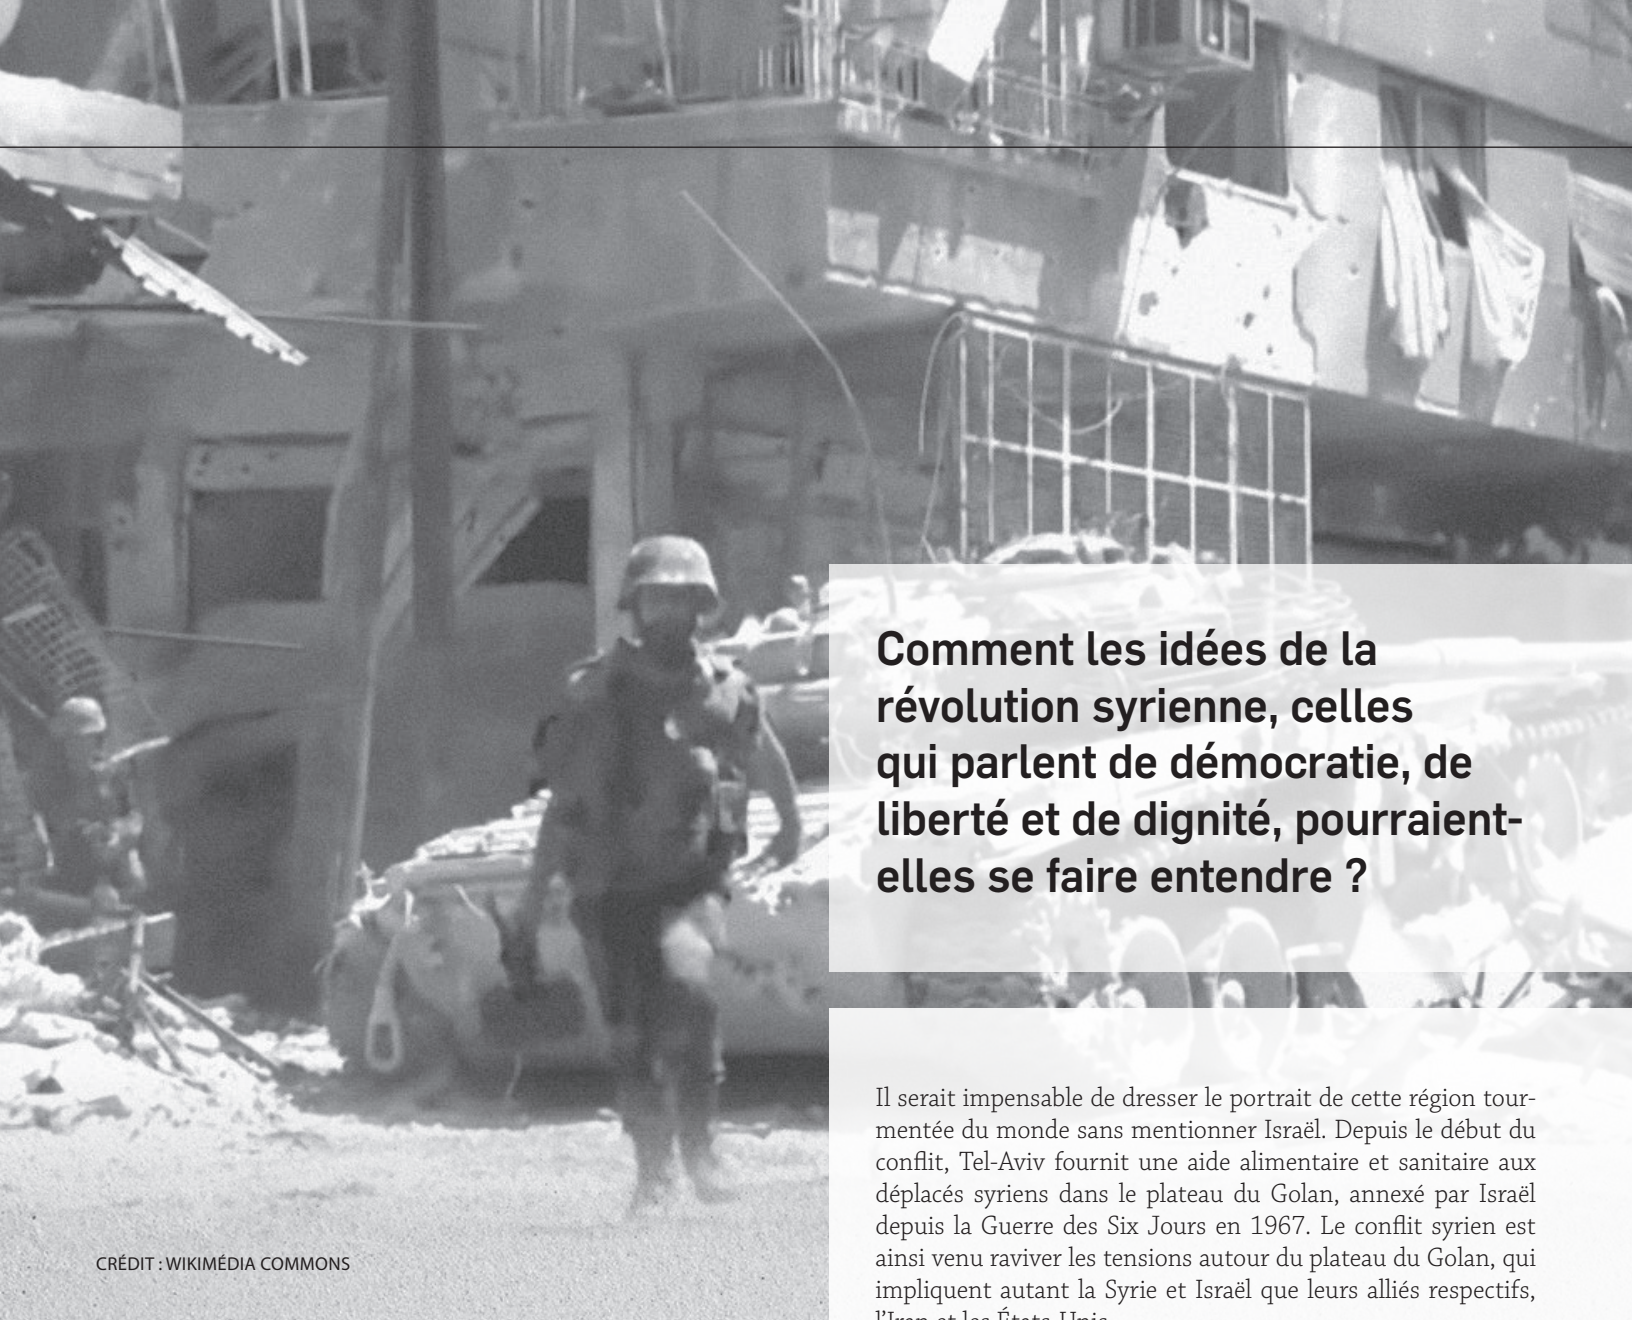 Comment les idées de la
révolution syrienne, celles
qui parlent de démocratie, de
liberté et de dignité, pourraient-
elles se faire entendre ?
Il serait impensable de dresser le portrait de cette région tour-
mentée du monde sans mentionner Israël. Depuis le début du
conflit, Tel-Aviv fournit une aide alimentaire et sanitaire aux
déplacés syriens dans le plateau du Golan, annexé par Israël
depuis la Guerre des Six Jours en 1967. Le conflit syrien est
ainsi venu raviver les tensions autour du plateau du Golan, qui
impliquent autant la Syrie et Israël que leurs alliés respectifs,
l'Iran et les États-Unis.
CRÉDIT : WIKIMÉDIA COMMONS